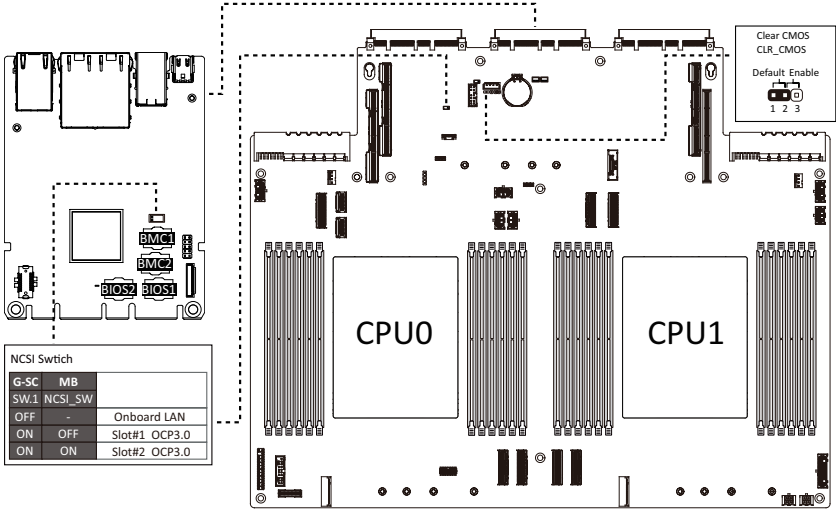 Clear CMOS
CLR_CMOS
Default Enable
1 2 3
BMC1
BMC2
BIOS2 BIOS1
CPU0
CPU1
NCSI Swtich
G-SC MB
SW.1 NCSI_SW
OFF - Onboard LAN
ON OFF Slot#1 OCP3.0
ON ON Slot#2 OCP3.0